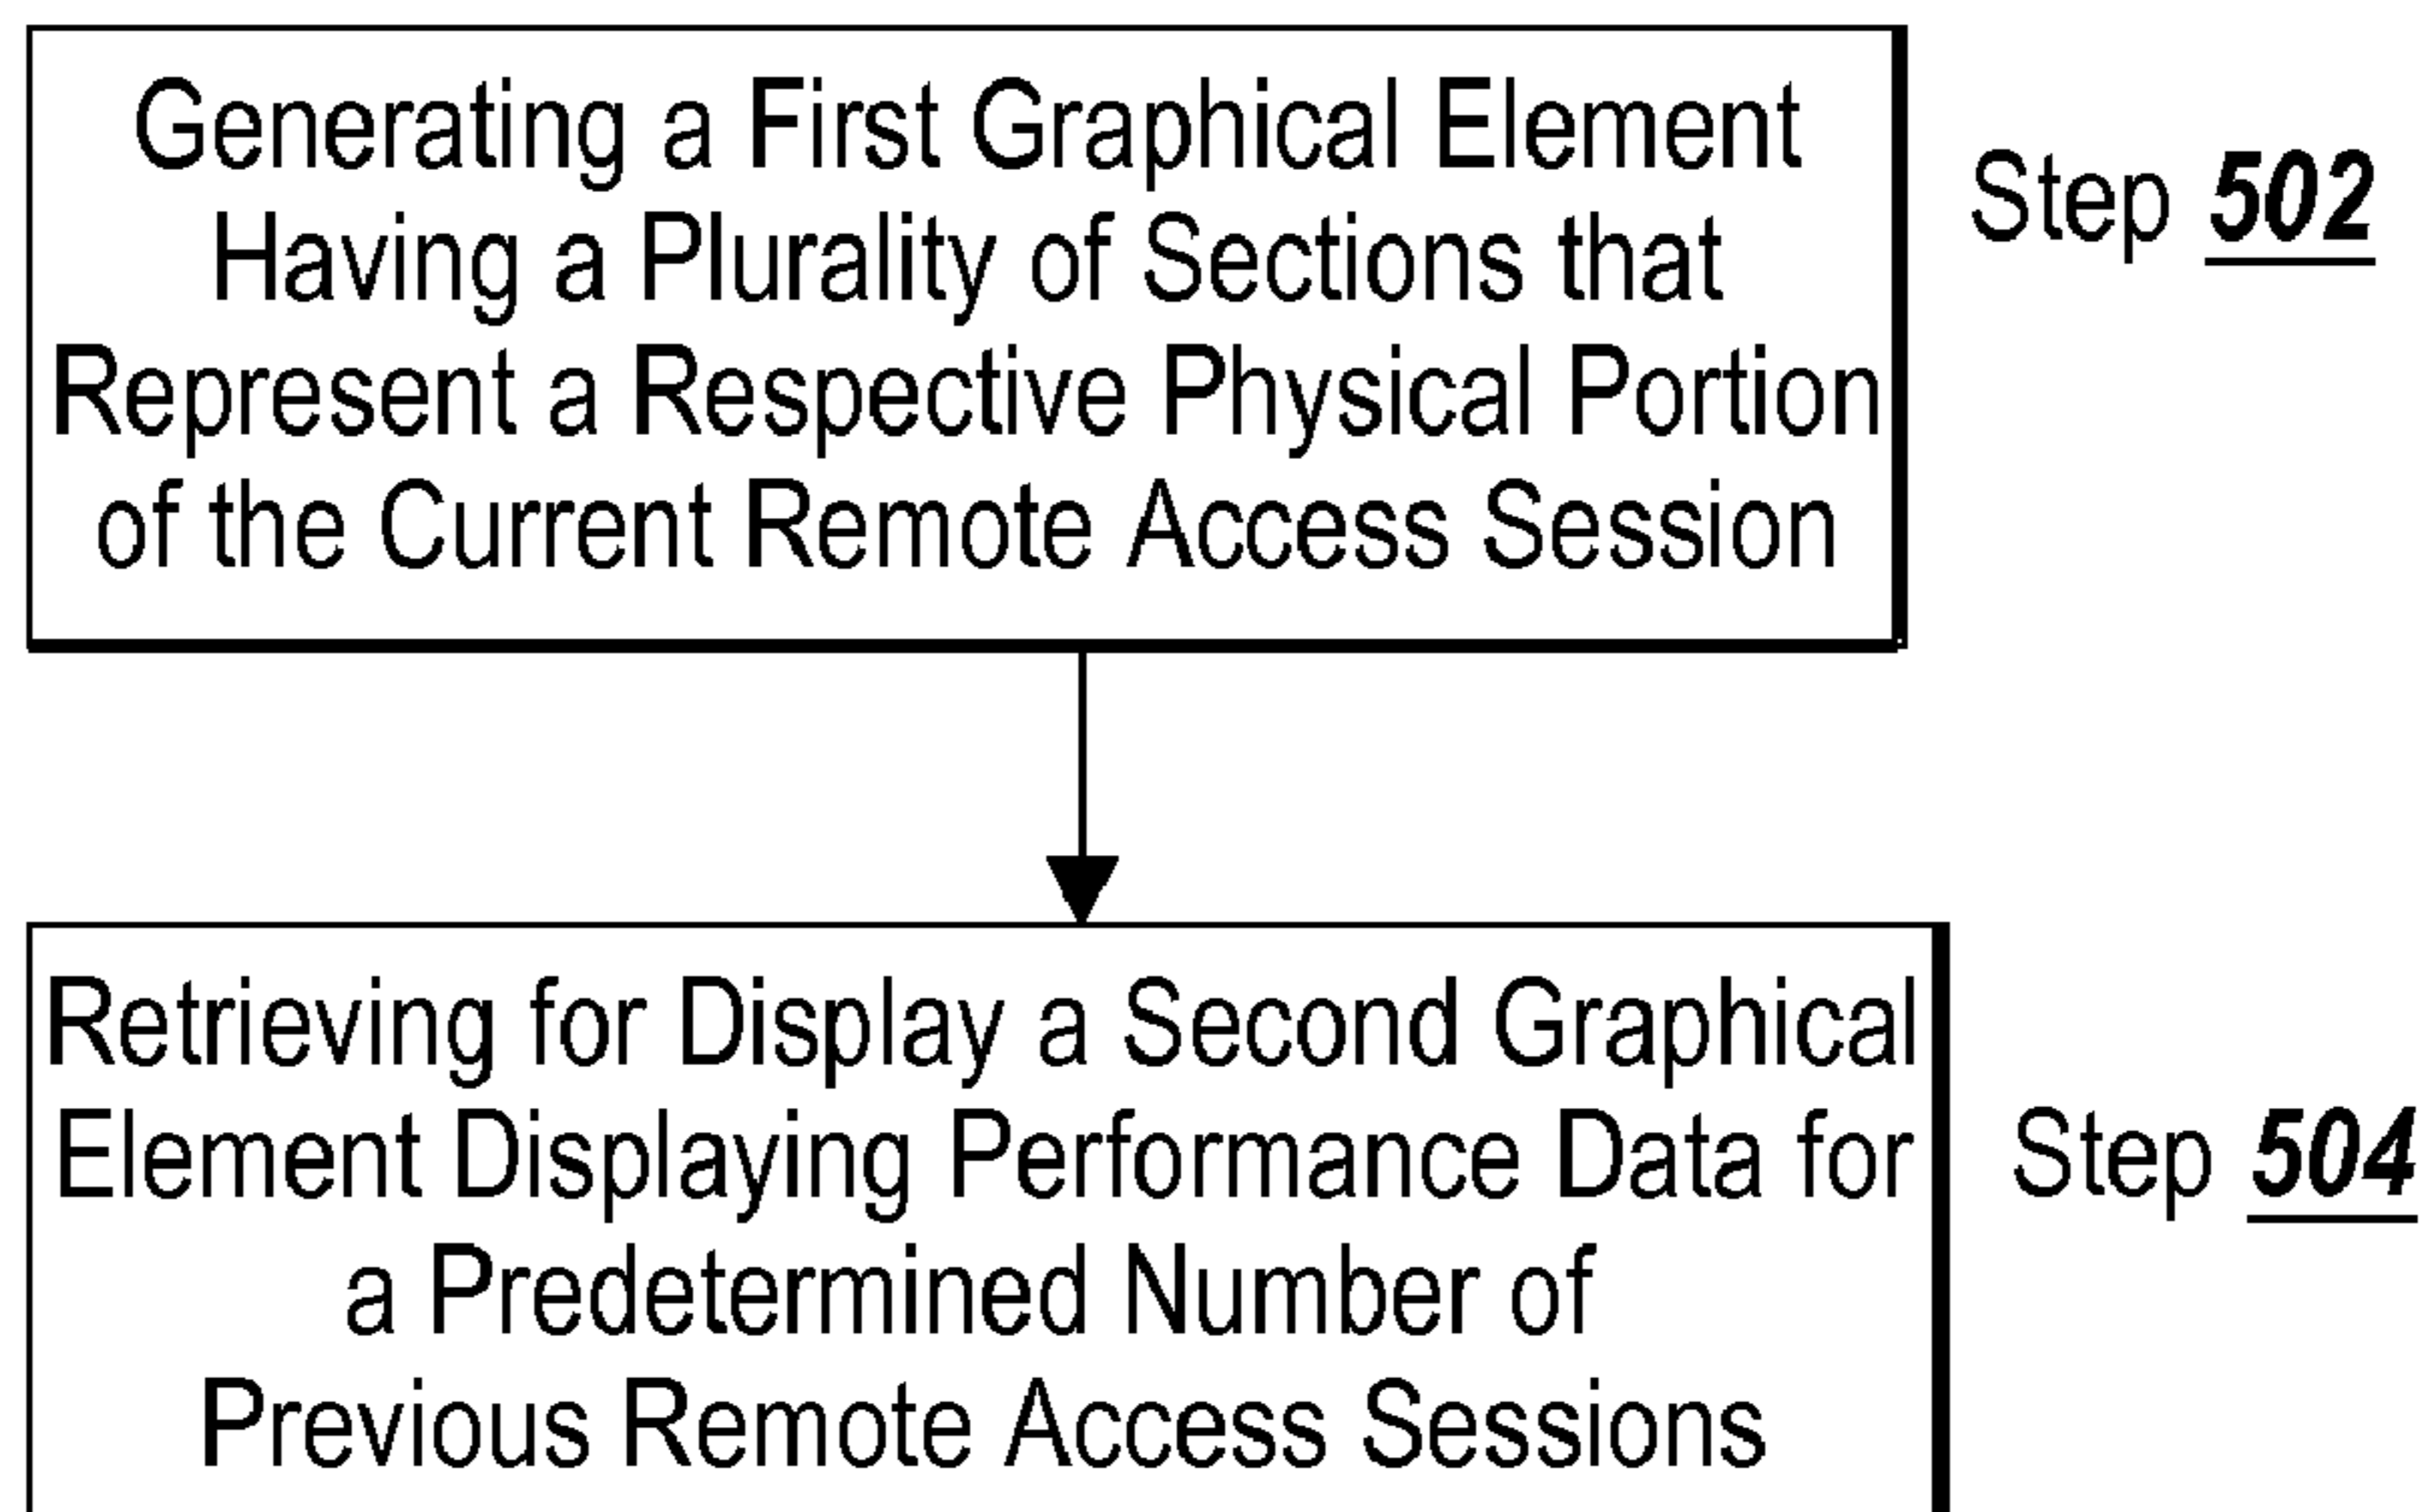 Generating a First Graphical Element
Having a Plurality of Sections that
Represent a Respective Physical Portion
of the Current Remote Access Session
Step 502
Retrieving for Display a Second Graphical
Element Displaying Performance Data for
a Predetermined Number of
Previous Remote Access Sessions
Step 504